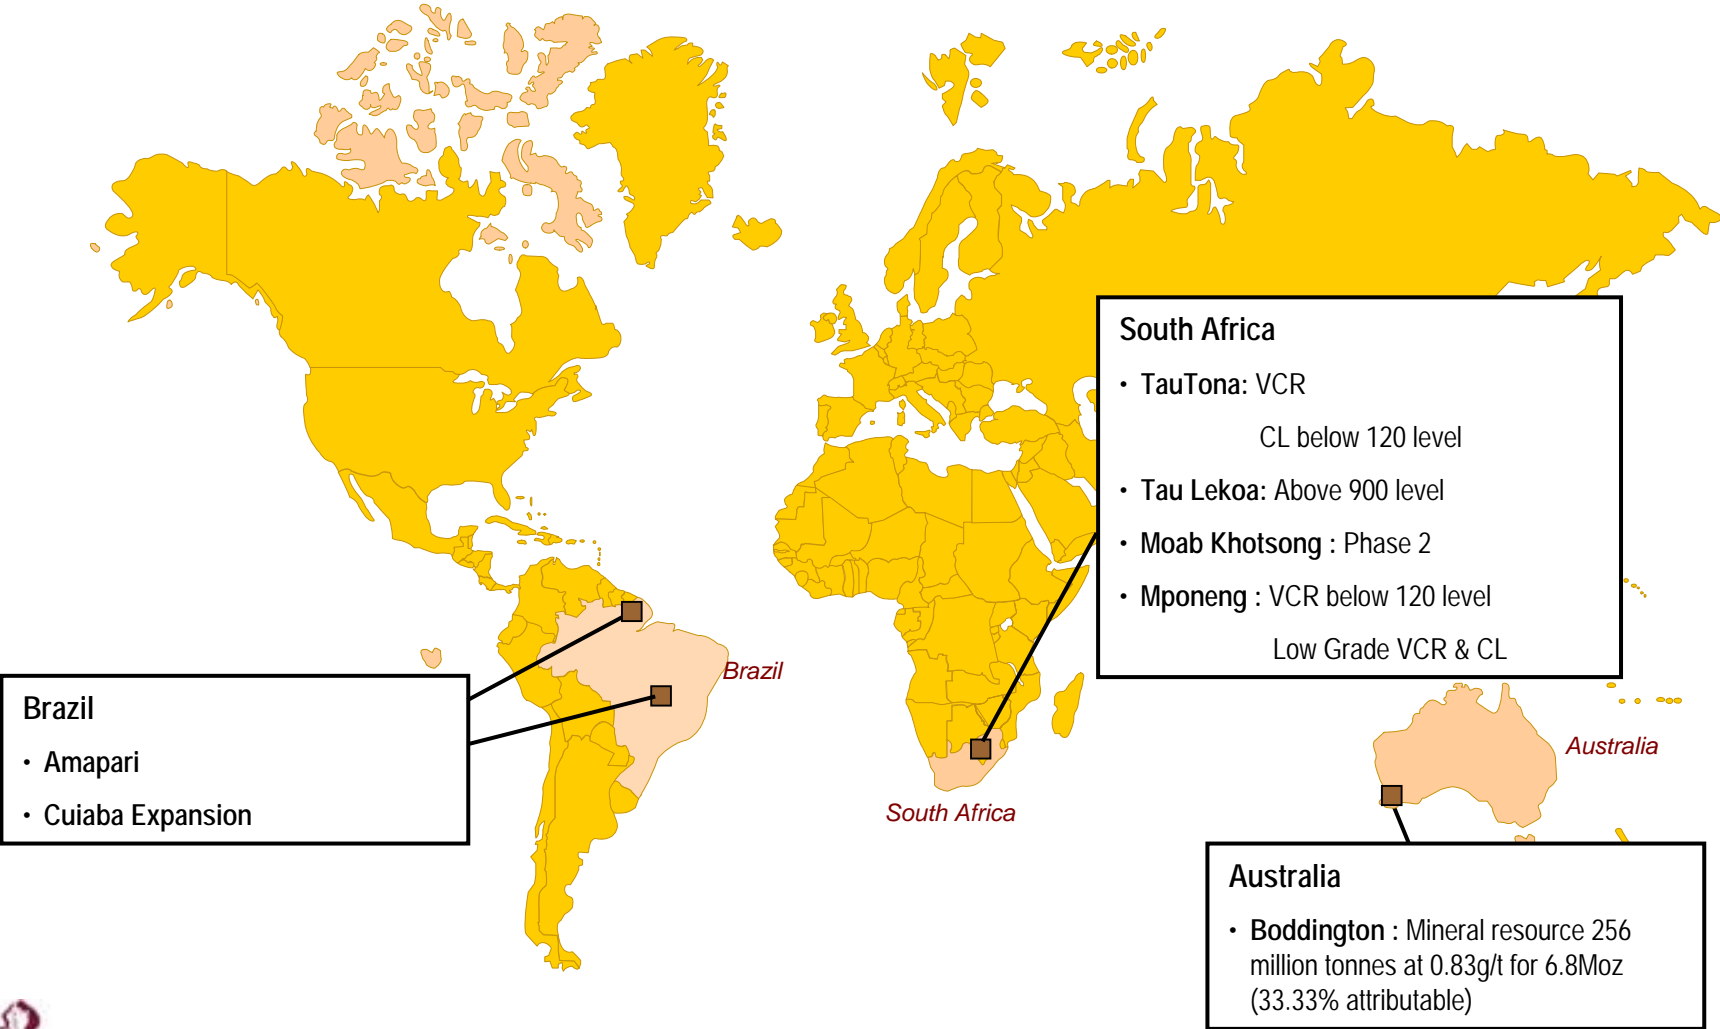 South Africa
• TauTona: VCR
CL below 120 level
• Tau Lekoa: Above 900 level
• Moab Khotsong : Phase 2
• Mponeng : VCR below 120 level
Low Grade VCR & CL
Brazil
Brazil
• Amapari
• Cuiaba Expansion
Australia
South Africa
Australia
• Boddington : Mineral resource 256
million tonnes at 0.83g/t for 6.8Moz
(33.33% attributable)